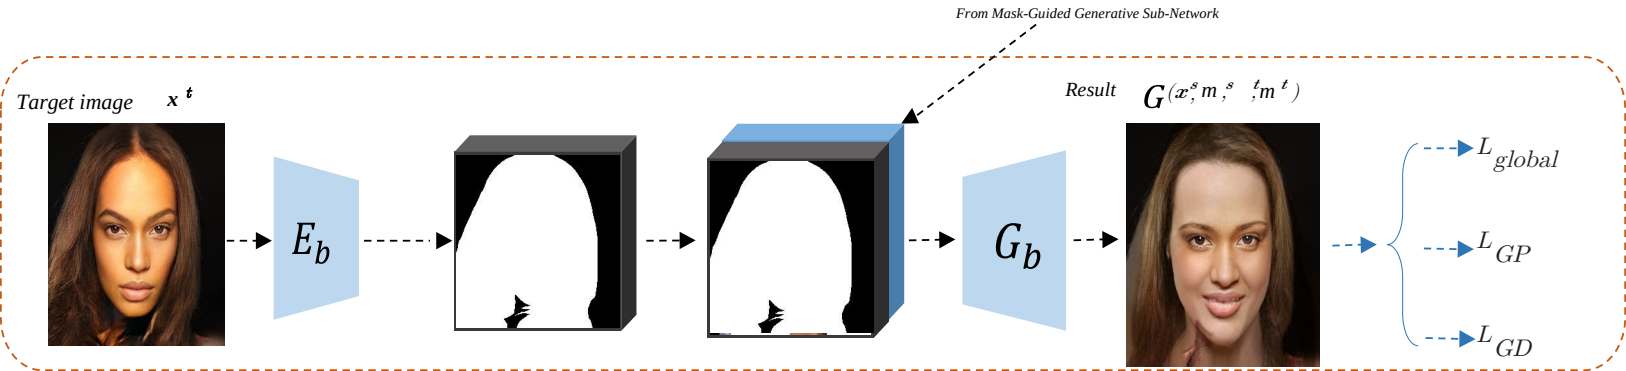 From Mask-Guided Generative Sub-Network
Target image x^t
Result G(x^s, m^s, x^t, m^t)
E_b
G_b
L_global
L_GP
L_GD